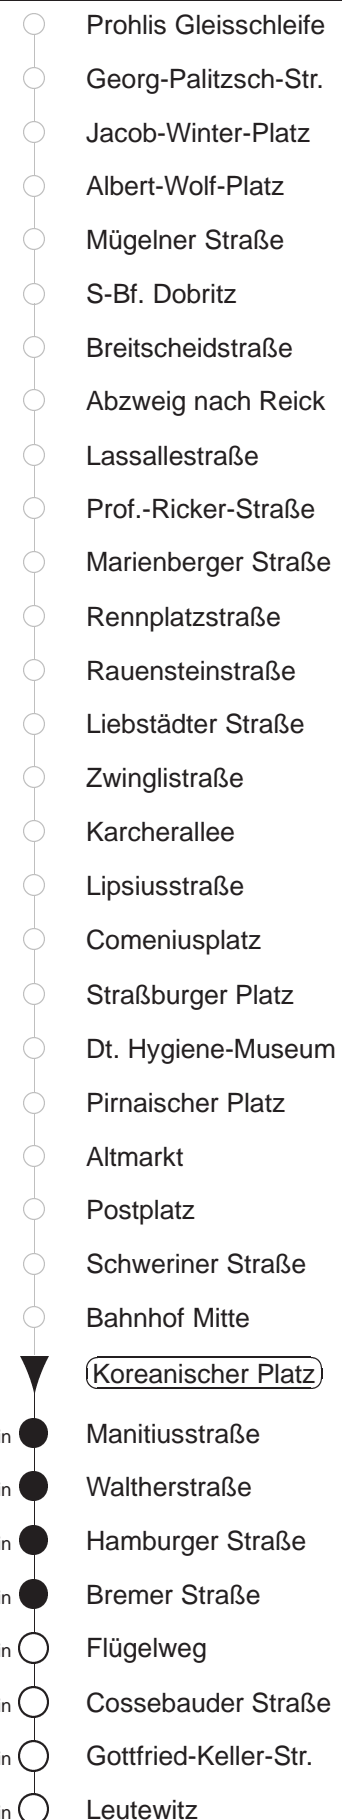 Prohlis Gleisschleife
Georg-Palitzsch-Str.
Jacob-Winter-Platz
Albert-Wolf-Platz
Mügelner Straße
S-Bf. Dobritz
Breitscheidstraße
Abzweig nach Reick
Lassallestraße
Prof.-Ricker-Straße
Marienberger Straße
Rennplatzstraße
Rauensteinstraße
Liebstädter Straße
Zwinglistraße
Karcherallee
Lipsiusstraße
Comeniusplatz
Straßburger Platz
Dt. Hygiene-Museum
Pirnaischer Platz
Altmarkt
Postplatz
Schweriner Straße
Bahnhof Mitte
Koreanischer Platz
Manitiusstraße
Waltherstraße
Hamburger Straße
Bremer Straße
Flügelweg
Cossebauder Straße
Gottfried-Keller-Str.
Leutewitz